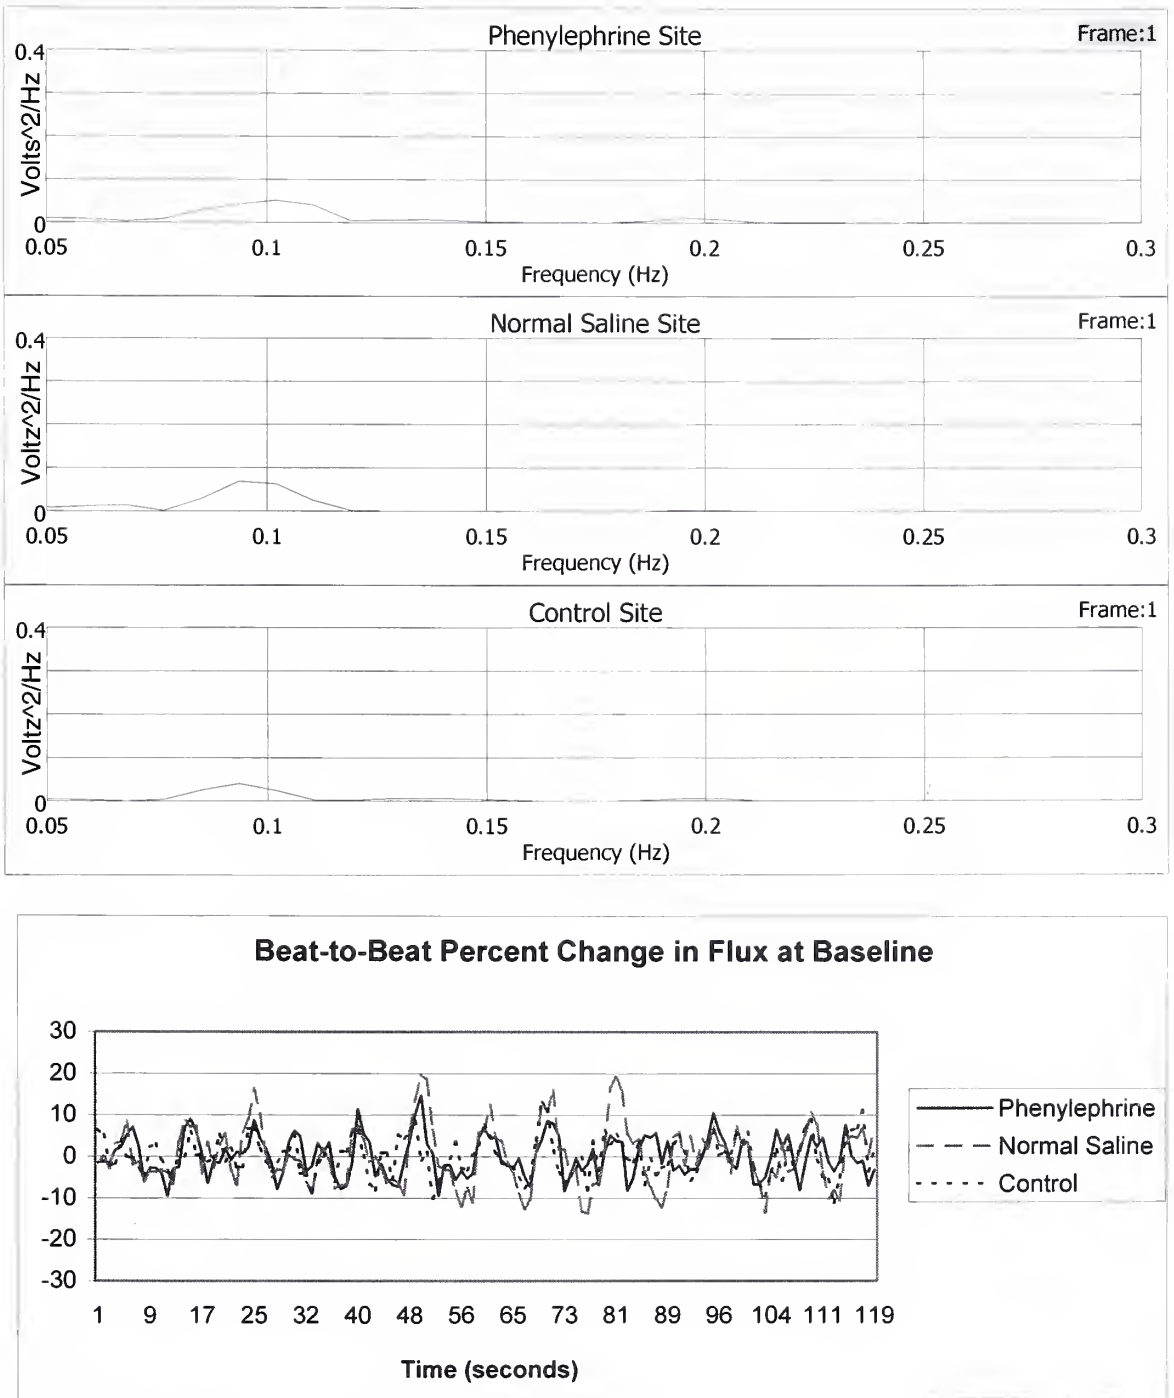 Phenylephrine Site
Frame:1
Volts^2/Hz
0.4
0
0.05 0.1 0.15 0.2 0.25 0.3
Frequency (Hz)
Normal Saline Site
Frame:1
Voltz^2/Hz
0.4
0
0.05 0.1 0.15 0.2 0.25 0.3
Frequency (Hz)
Control Site
Frame:1
Voltz^2/Hz
0.4
0
0.05 0.1 0.15 0.2 0.25 0.3
Frequency (Hz)
Beat-to-Beat Percent Change in Flux at Baseline
30
20
10
0
-10
-20
-30
1 9 17 25 32 40 48 56 65 73 81 89 96 104 111 119
Time (seconds)
Phenylephrine
Normal Saline
Control